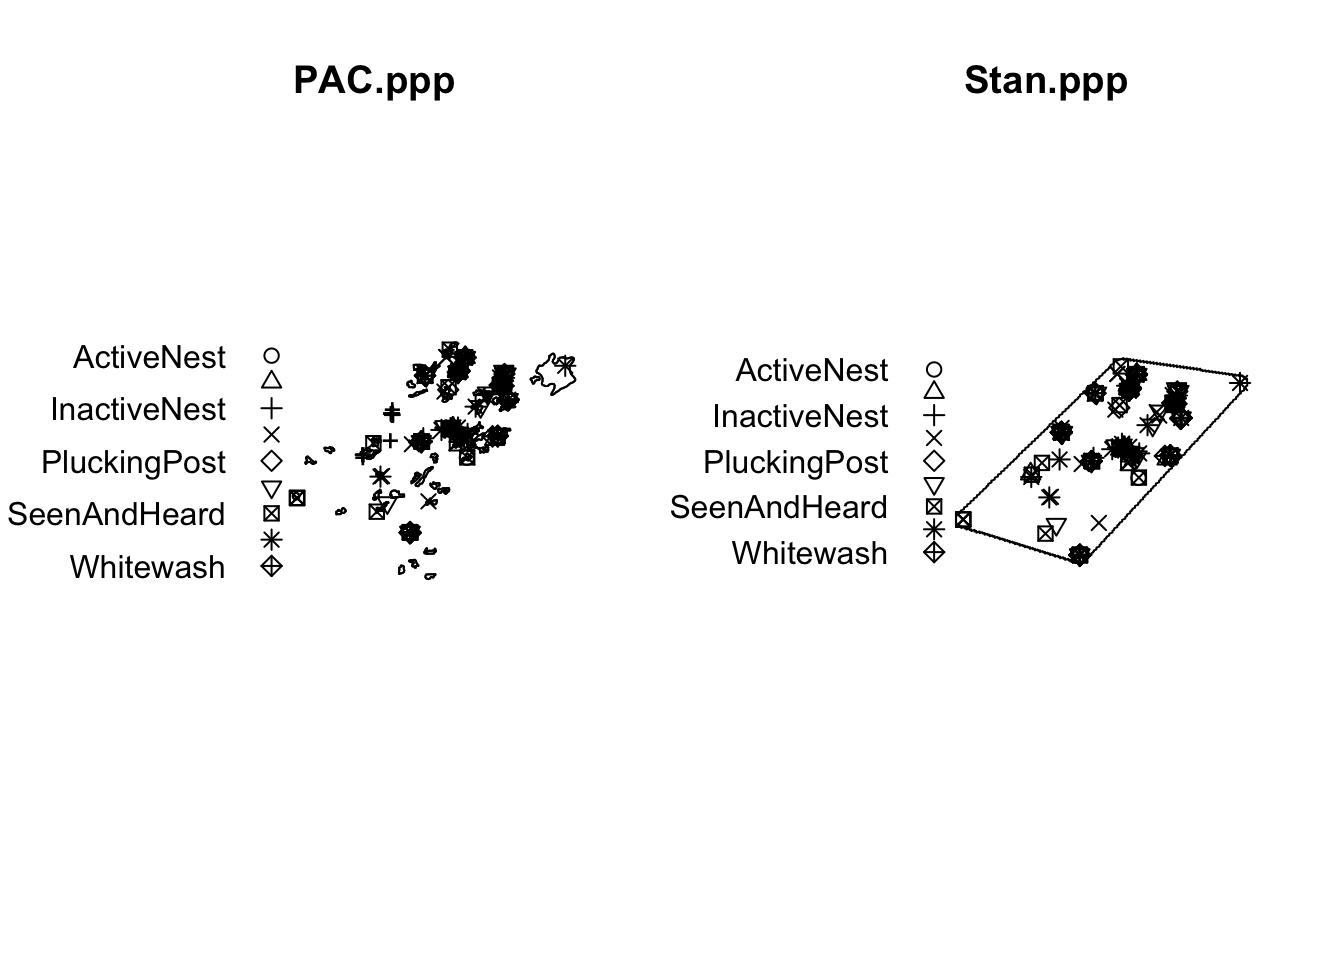 PAC.ppp
ActiveNest
InactiveNest
PluckingPost
SeenAndHeard
Whitewash
Stan.ppp
ActiveNest
InactiveNest
PluckingPost
SeenAndHeard
Whitewash